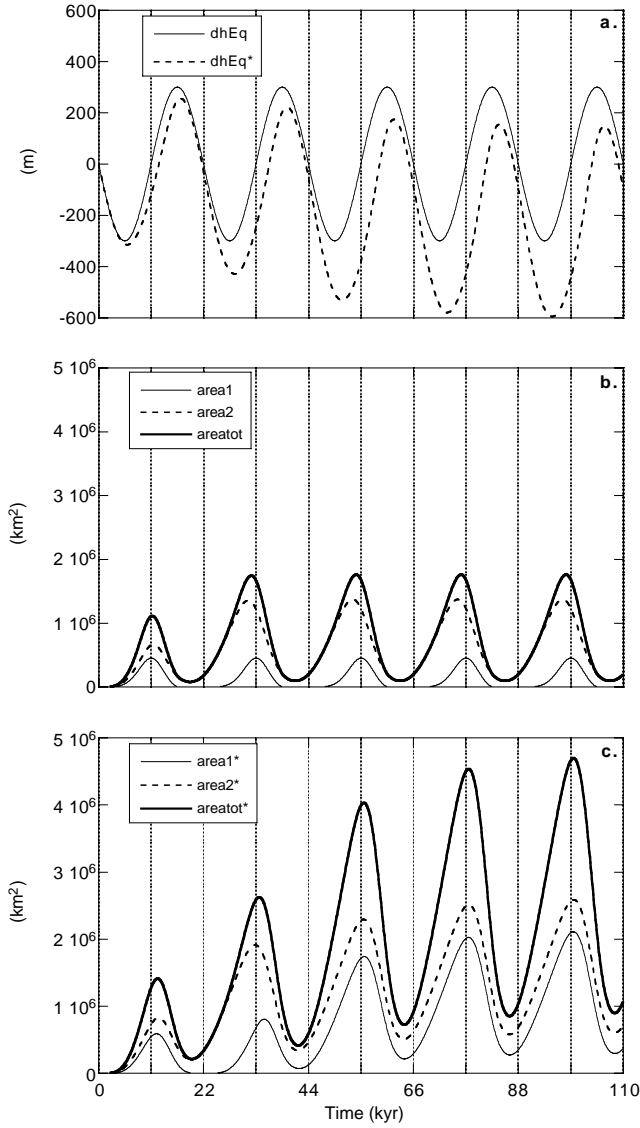 600
a.
dhEq
400
dhEq*
200
0
(m)
-200
-400
-600
5 10⁶
b.
area1
area2
4 10⁶
areatot
3 10⁶
(km²)
2 10⁶
1 10⁶
0
5 10⁶
c.
area1*
area2*
4 10⁶
areatot*
3 10⁶
(km²)
2 10⁶
1 10⁶
0
0 22 44 66 88 110
Time (kyr)